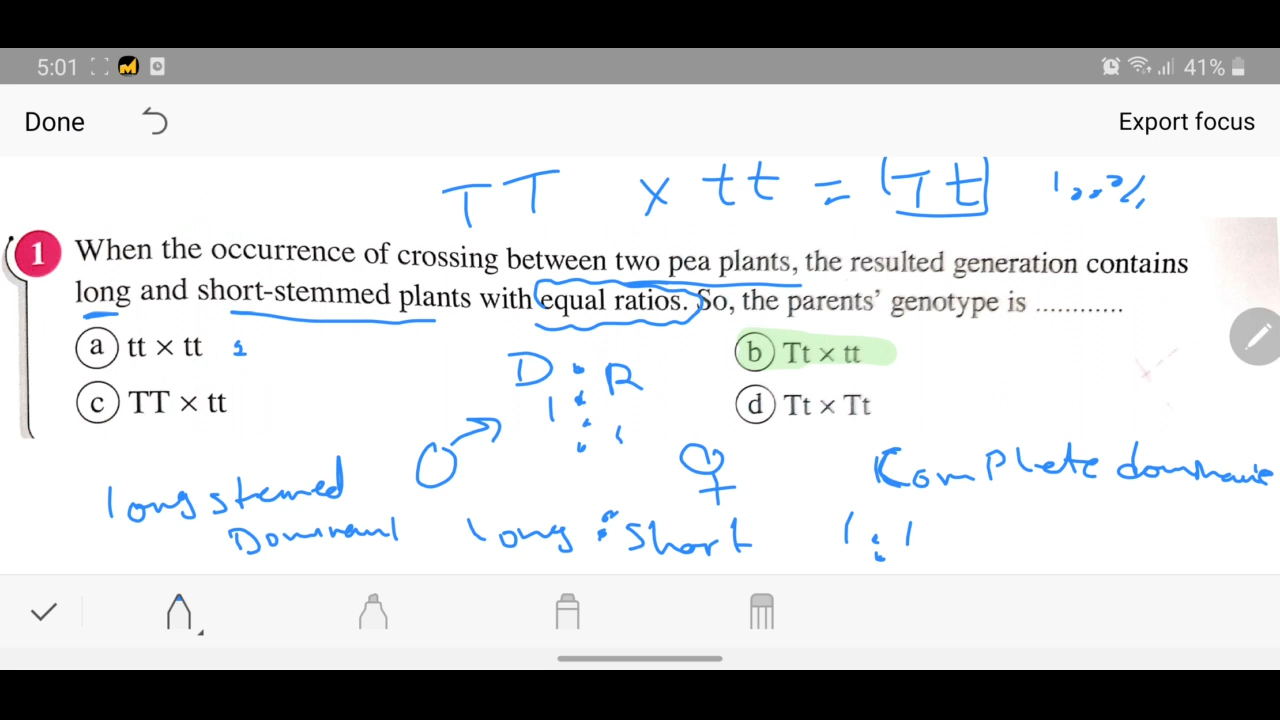 5:01
41%
Done
Export focus
TT x tt = Tt 100%
1 When the occurrence of crossing between two pea plants, the resulted generation contains
long and short-stemmed plants with equal ratios. So, the parents' genotype is ............
a tt × tt
b Tt × tt
c TT × tt
d Tt × Tt
D : R
1 : 1
long stemed
Complete
Dominant
long : short 1:1